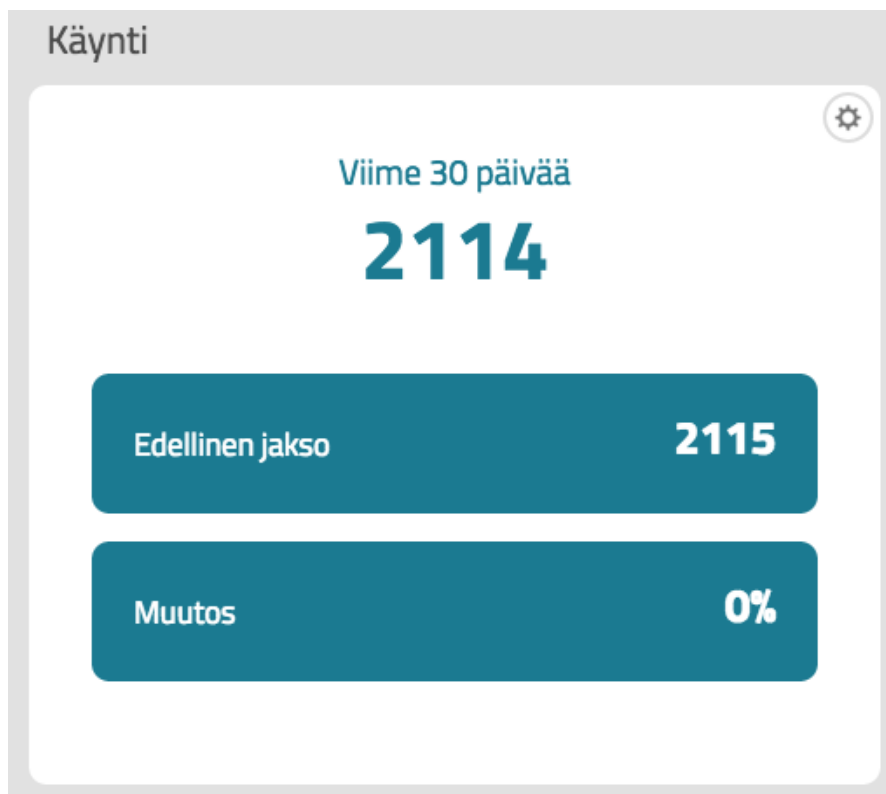 Käynti
Viime 30 päivää
2114
Edellinen jakso 2115
Muutos 0%